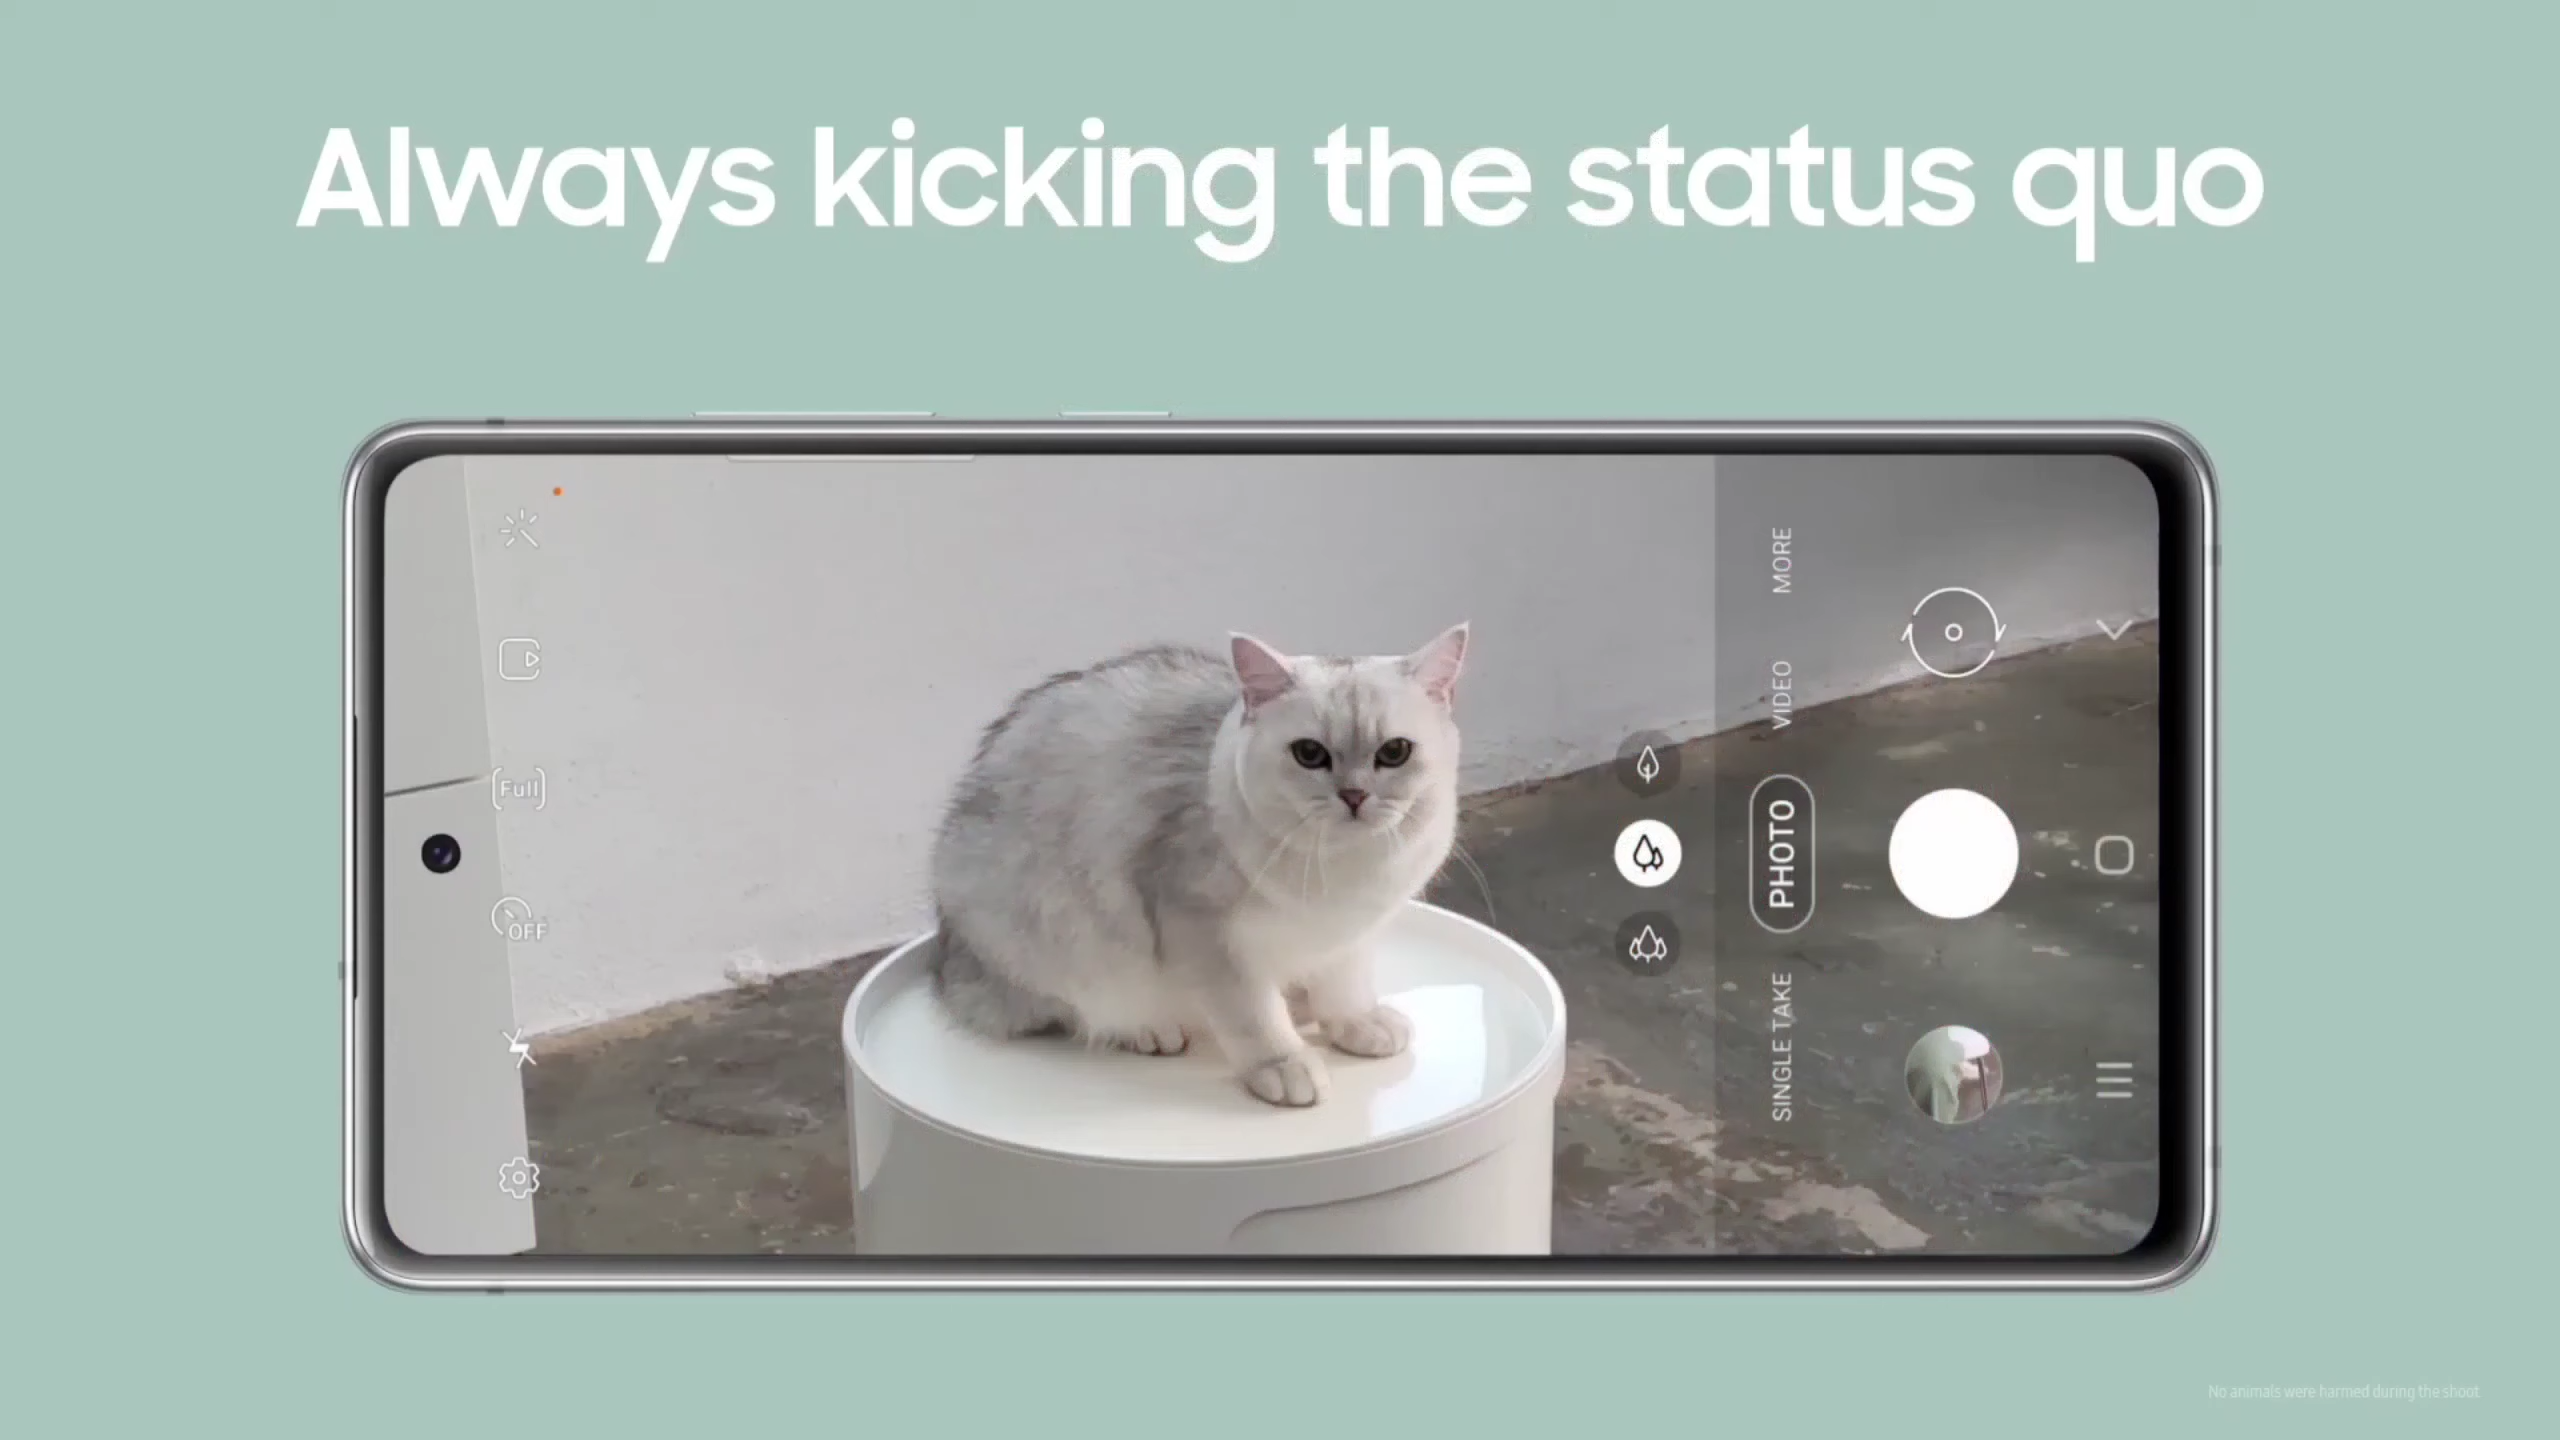 Always kicking the status quo
Full
OFF
MORE
VIDEO
PHOTO
SINGLE TAKE
No animals were harmed during the shoot